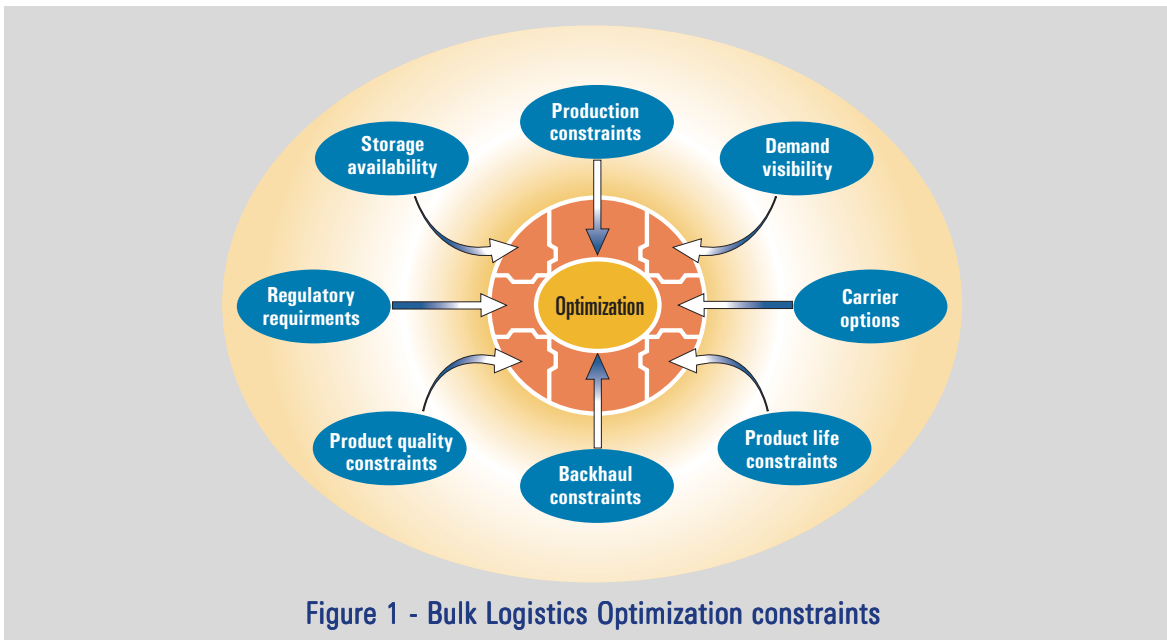 Production
constraints
Storage
availability
Demand
visibility
Regulatory
requirments
Optimization
Carrier
options
Product quality
constraints
Product life
constraints
Backhaul
constraints
Figure 1 - Bulk Logistics Optimization constraints